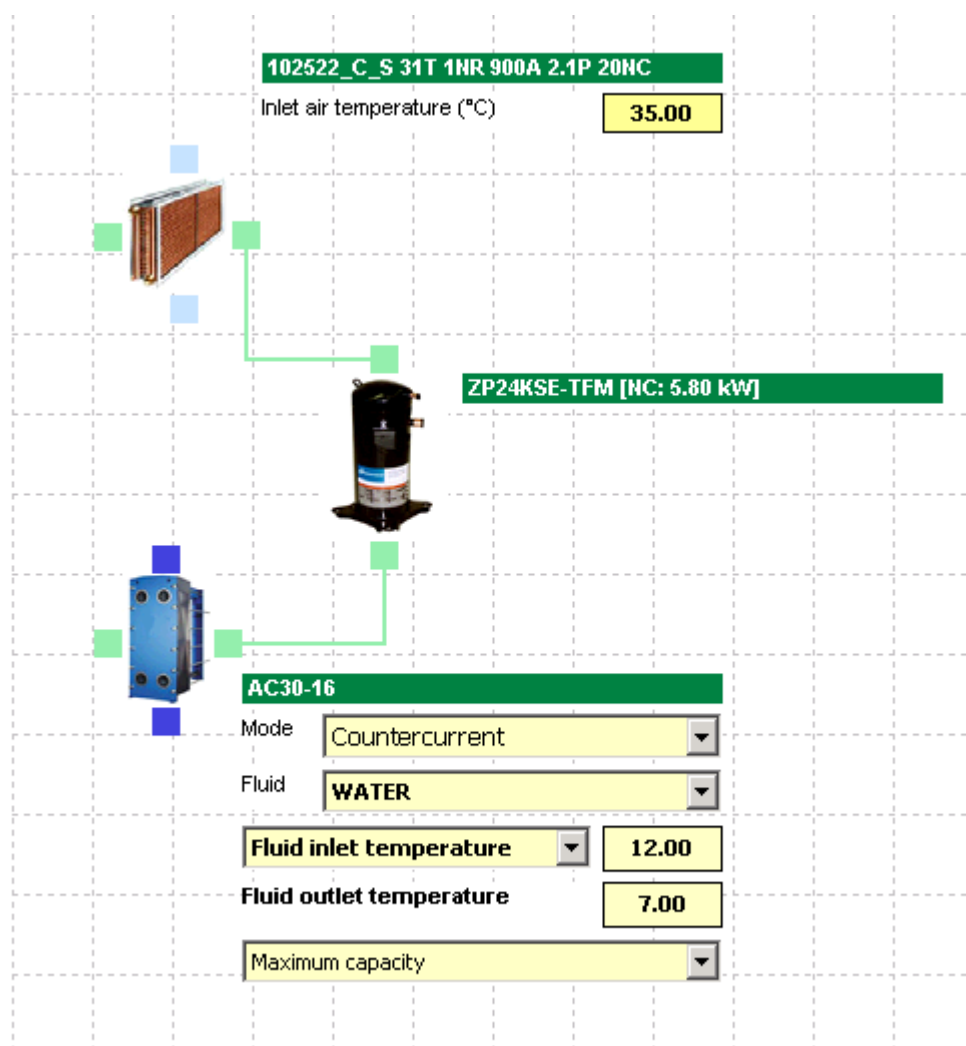 102522_C_S 31T 1NR 900A 2.1P 20NC
Inlet air temperature (°C) 35.00
ZP24KSE-TFM [NC: 5.80 kW]
AC30-16
Mode Countercurrent
Fluid WATER
Fluid inlet temperature 12.00
Fluid outlet temperature 7.00
Maximum capacity